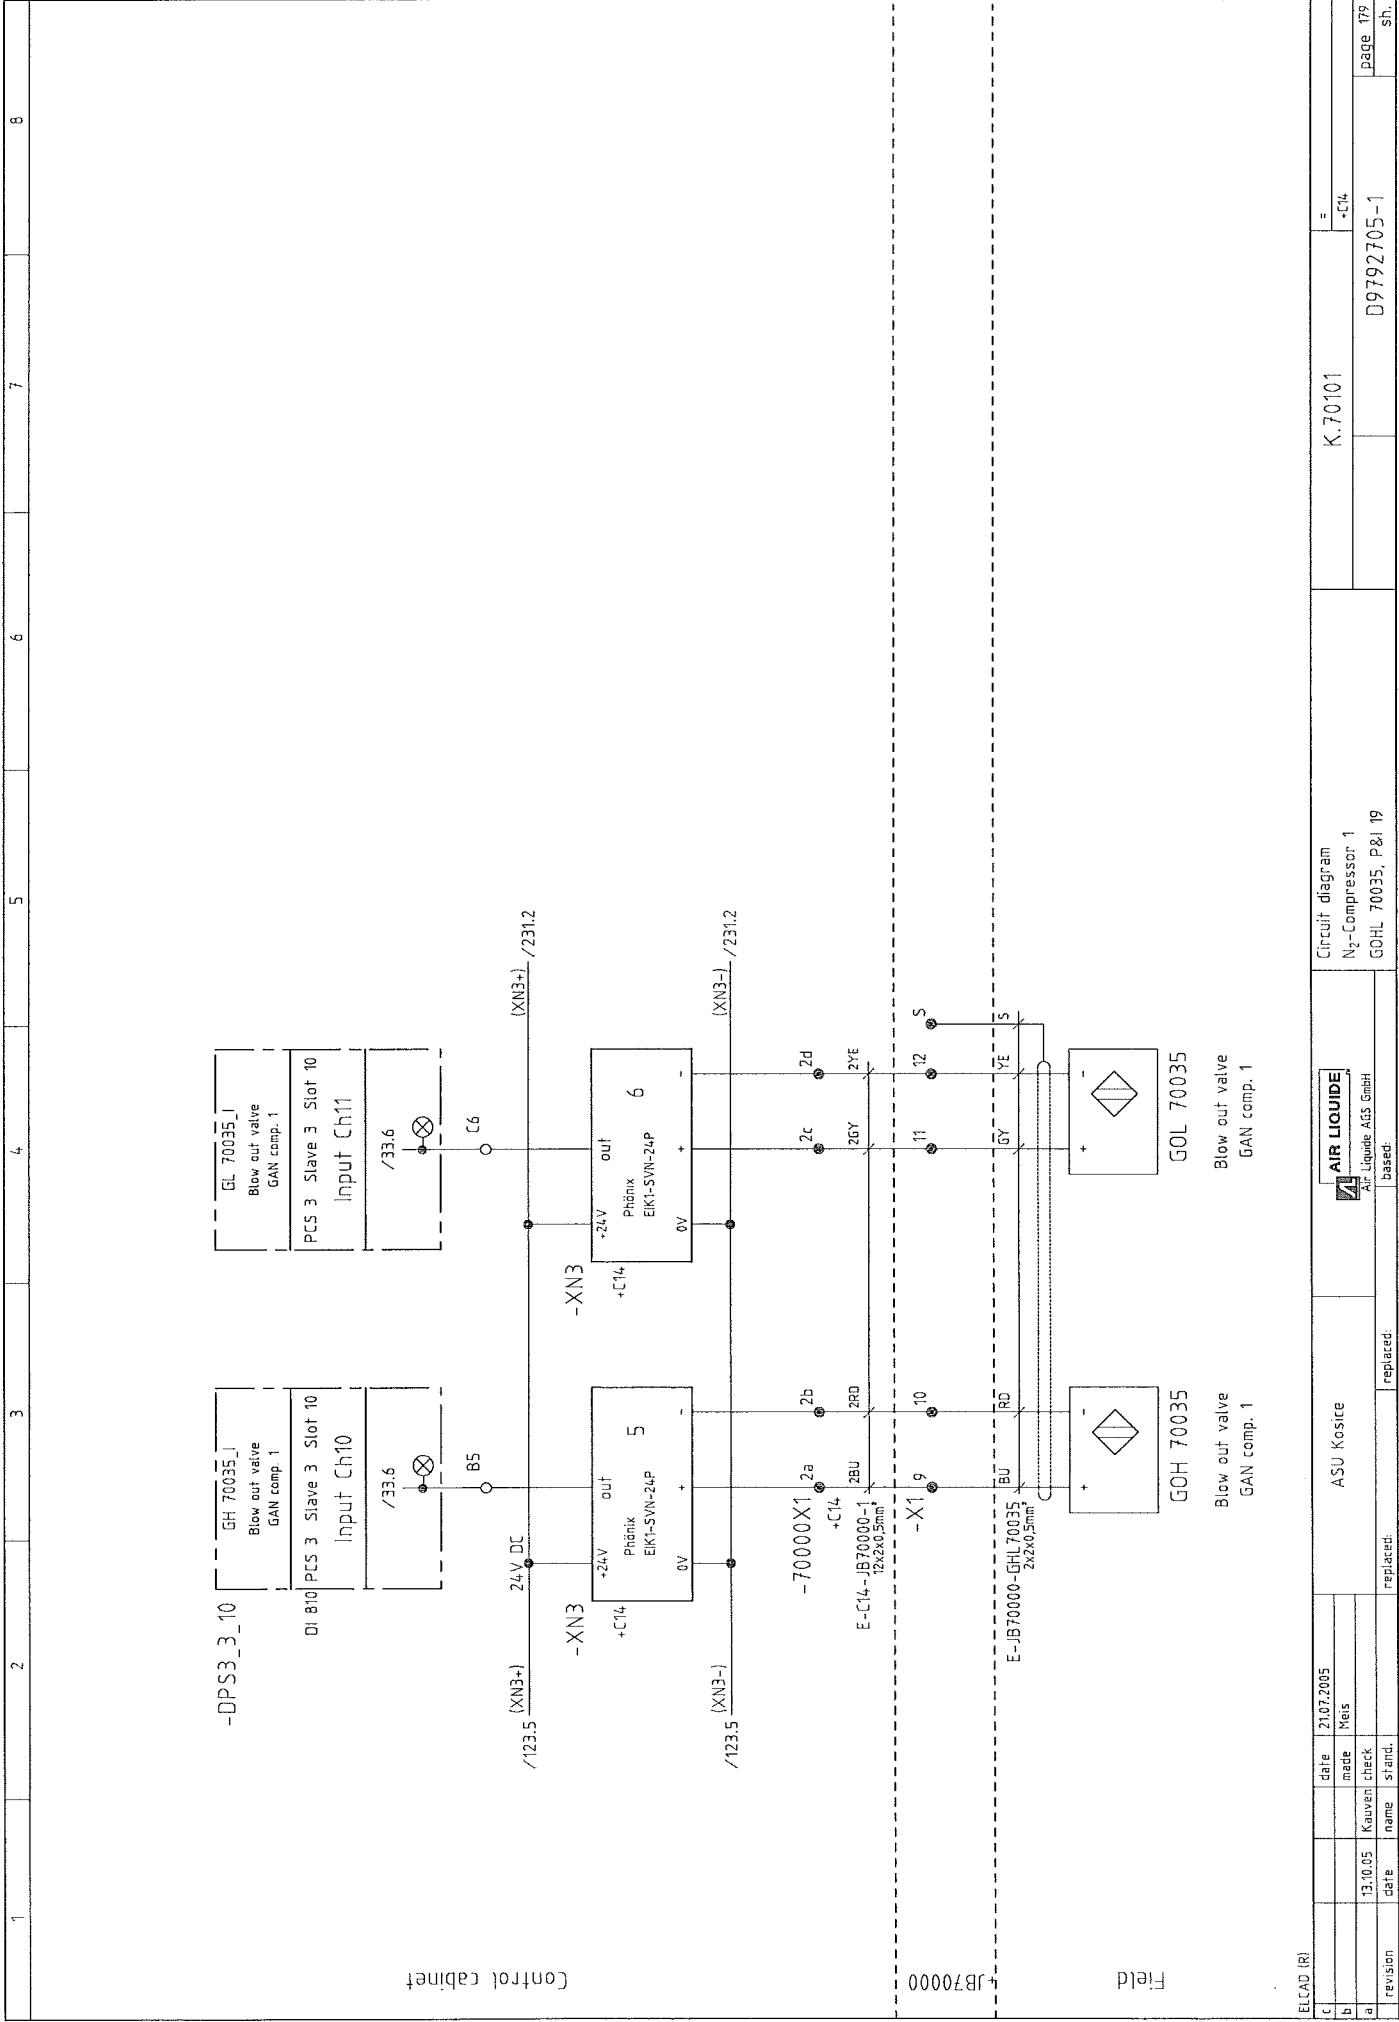 1
2
3
4
5
6
7
8
-DPS3_3_10
GH 70035_I
Blow out valve
GAN comp. 1
DI 810
PCS 3 Slave 3 Slot 10
Input Ch10
/33.6
B5
GL 70035_I
Blow out valve
GAN comp. 1
PCS 3 Slave 3 Slot 10
Input Ch11
/33.6
C6
Control cabinet
/123.5
(XN3+)
24V DC
(XN3+)
/231.2
-XN3
+C14
+24V
out
Phönix
EIK1-SVN-24P
5
0V
+
-
-XN3
+C14
+24V
out
Phönix
EIK1-SVN-24P
6
0V
+
-
/123.5
(XN3-)
(XN3-)
/231.2
-70000X1
+C14
2a
2b
2c
2d
E-C14-JB70000-1
12x2x0,5mm²
2BU
2RD
2GY
2YE
+JB70000
-X1
9
10
11
12
S
E-JB70000-GHL70035
2x2x0,5mm²
BU
RD
GY
YE
S
Field
+
-
GOH 70035
Blow out valve
GAN comp. 1
+
-
GOL 70035
Blow out valve
GAN comp. 1
ELCAD (R)
c
b
a
13.10.05
Kauven
revision
date
name
date
21.07.2005
made
Meis
check
stand.
ASU Kosice
replaced:
replaced:
AIR LIQUIDE
Air Liquide AGS GmbH
based:
Circuit diagram
N₂-Compressor 1
GOHL 70035, P&I 19
K.70101
=
+C14
D9792705-1
page 179
sh.